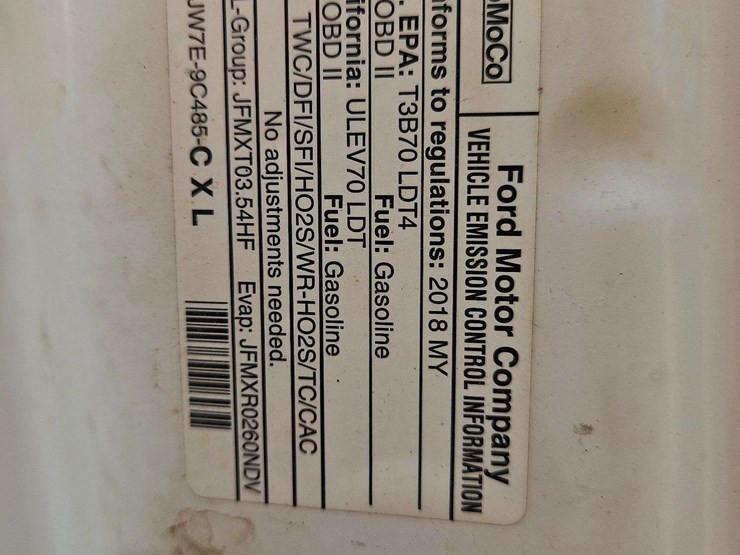 oMoCo
Ford Motor Company
VEHICLE EMISSION CONTROL INFORMATION
nforms to regulations: 2018 MY
. EPA: T3B70 LDT4
OBD II Fuel: Gasoline
ifornia: ULEV70 LDT
OBD II Fuel: Gasoline
TWC/DFI/SFI/HO2S/WR-HO2S/TC/CAC
No adjustments needed.
L-Group: JFMXT03.54HF Evap: JFMXR0260NDV
JW7E-9C485-C X L